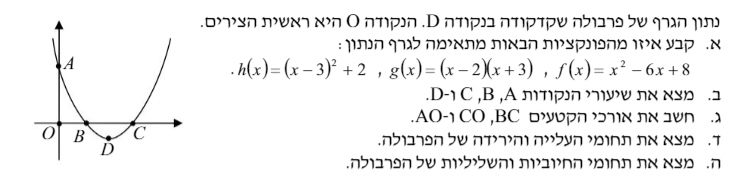 נתון הגרף של פרבולה שקדקודה בנקודה D. הנקודה O היא ראשית הצירים.
א. קבע איזו מהפונקציות הבאות מתאימה לגרף הנתון:
h(x) = (x − 3)² + 2 , g(x) = (x − 2)(x + 3) , f(x) = x² − 6x + 8.
ב. מצא את שיעורי הנקודות A, B, C ו-D.
ג. חשב את אורכי הקטעים BC, CO ו-AO.
ד. מצא את תחומי העלייה והירידה של הפרבולה.
ה. מצא את תחומי החיוביות והשליליות של הפרבולה.
A
O B C
D